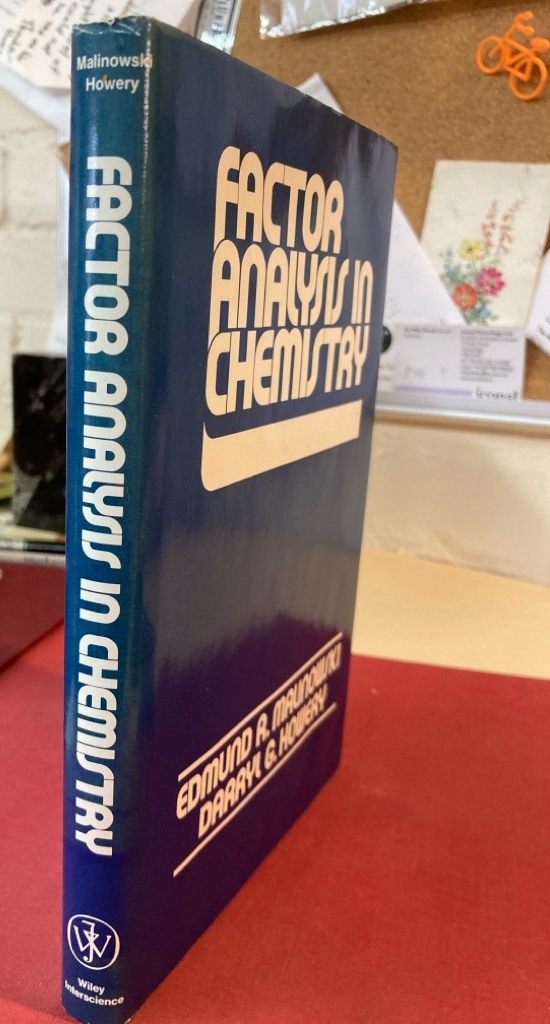 Malinowski
Howery
FACTOR ANALYSIS IN CHEMISTRY
Wiley
Interscience
FACTOR
ANALYSIS IN
CHEMISTRY
EDMUND R. MALINOWSKI
DARRYL G. HOWERY